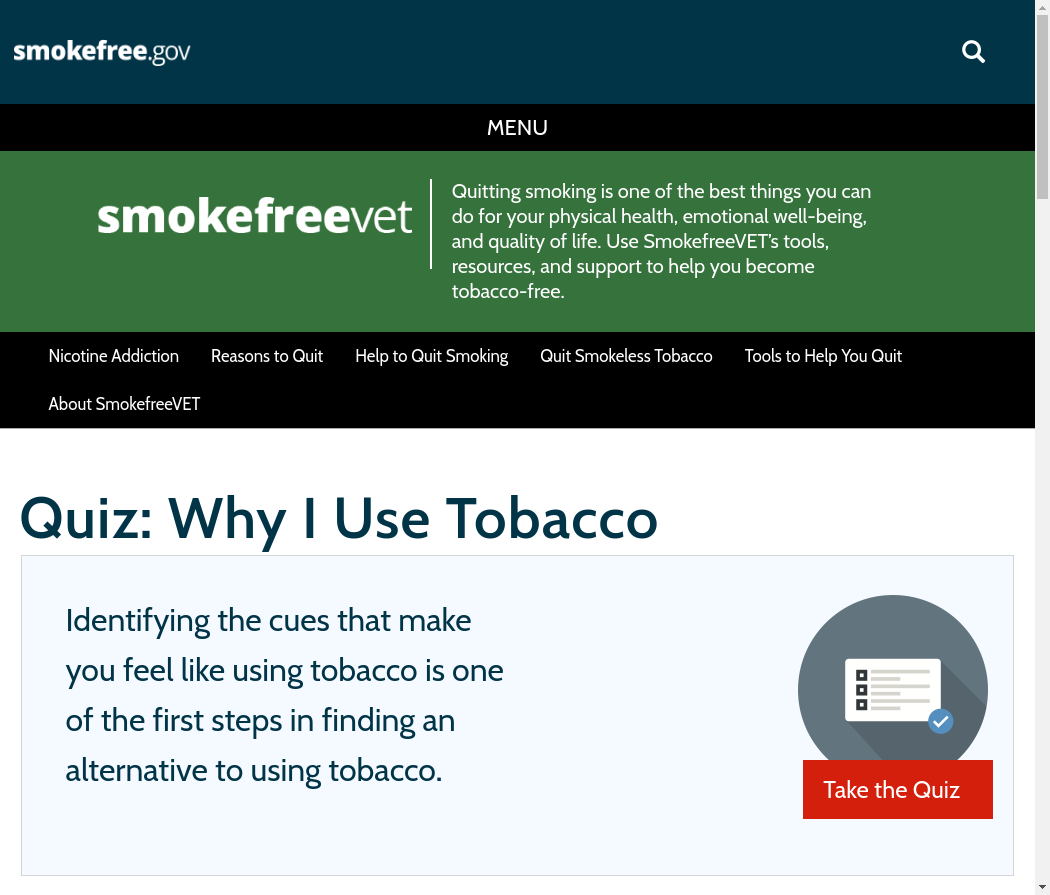 smokefree.gov
MENU
smokefreevet
Quitting smoking is one of the best things you can
do for your physical health, emotional well-being,
and quality of life. Use SmokefreeVET’s tools,
resources, and support to help you become
tobacco-free.
Nicotine Addiction Reasons to Quit Help to Quit Smoking Quit Smokeless Tobacco Tools to Help You Quit
About SmokefreeVET
Quiz: Why I Use Tobacco
Identifying the cues that make
you feel like using tobacco is one
of the first steps in finding an
alternative to using tobacco.
Take the Quiz